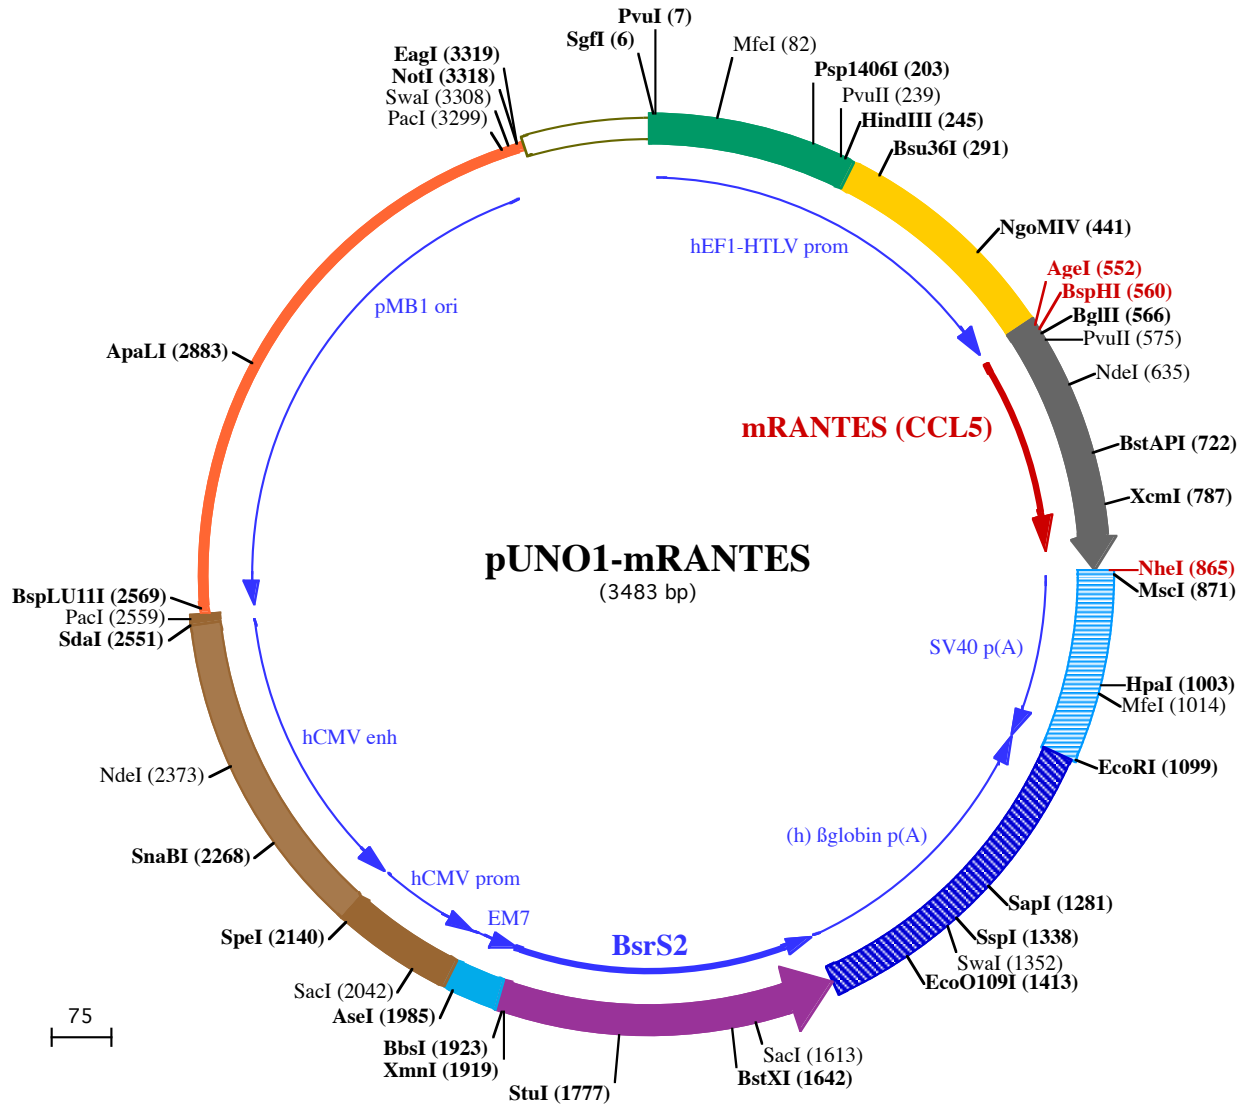 PvuI (7)
SgfI (6)
MfeI (82)
EagI (3319)
Psp1406I (203)
NotI (3318)
SwaI (3308)
PvuII (239)
PacI (3299)
HindIII (245)
Bsu36I (291)
NgoMIV (441)
hEF1-HTLV prom
AgeI (552)
BspHI (560)
pMB1 ori
BglII (566)
PvuII (575)
ApaLI (2883)
NdeI (635)
mRANTES (CCL5)
BstAPI (722)
XcmI (787)
pUNO1-mRANTES
(3483 bp)
NheI (865)
MscI (871)
BspLU11I (2569)
PacI (2559)
SdaI (2551)
SV40 p(A)
HpaI (1003)
MfeI (1014)
hCMV enh
EcoRI (1099)
NdeI (2373)
(h) ßglobin p(A)
SnaBI (2268)
hCMV prom
SapI (1281)
EM7
SpeI (2140)
BsrS2
SspI (1338)
SwaI (1352)
EcoO109I (1413)
SacI (2042)
AseI (1985)
75
BbsI (1923)
SacI (1613)
XmnI (1919)
BstXI (1642)
StuI (1777)